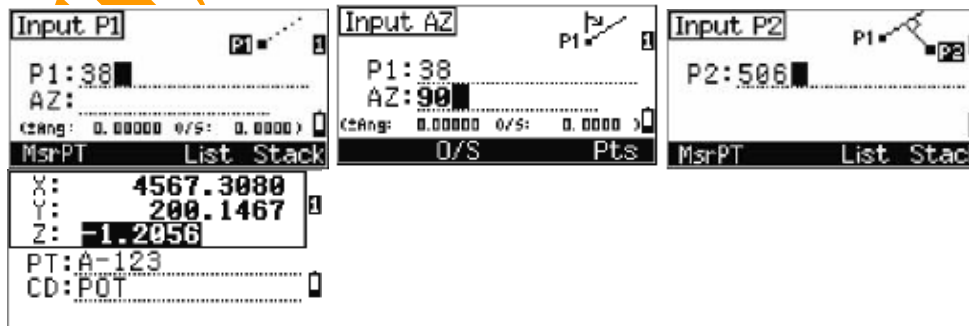 Input P1
P1 1
P1:38
AZ:
(±Ang: 0.00000 O/S: 0.0000)
MsrPT List Stack
Input AZ
P1 1
P1:38
AZ:90
(±Ang: 0.00000 O/S: 0.0000)
O/S Pts
Input P2
P1 P2
P2:506
MsrPT List Stac
X: 4567.3080
Y: 200.1467 1
Z: -1.2056
PT:A-123
CD:POT